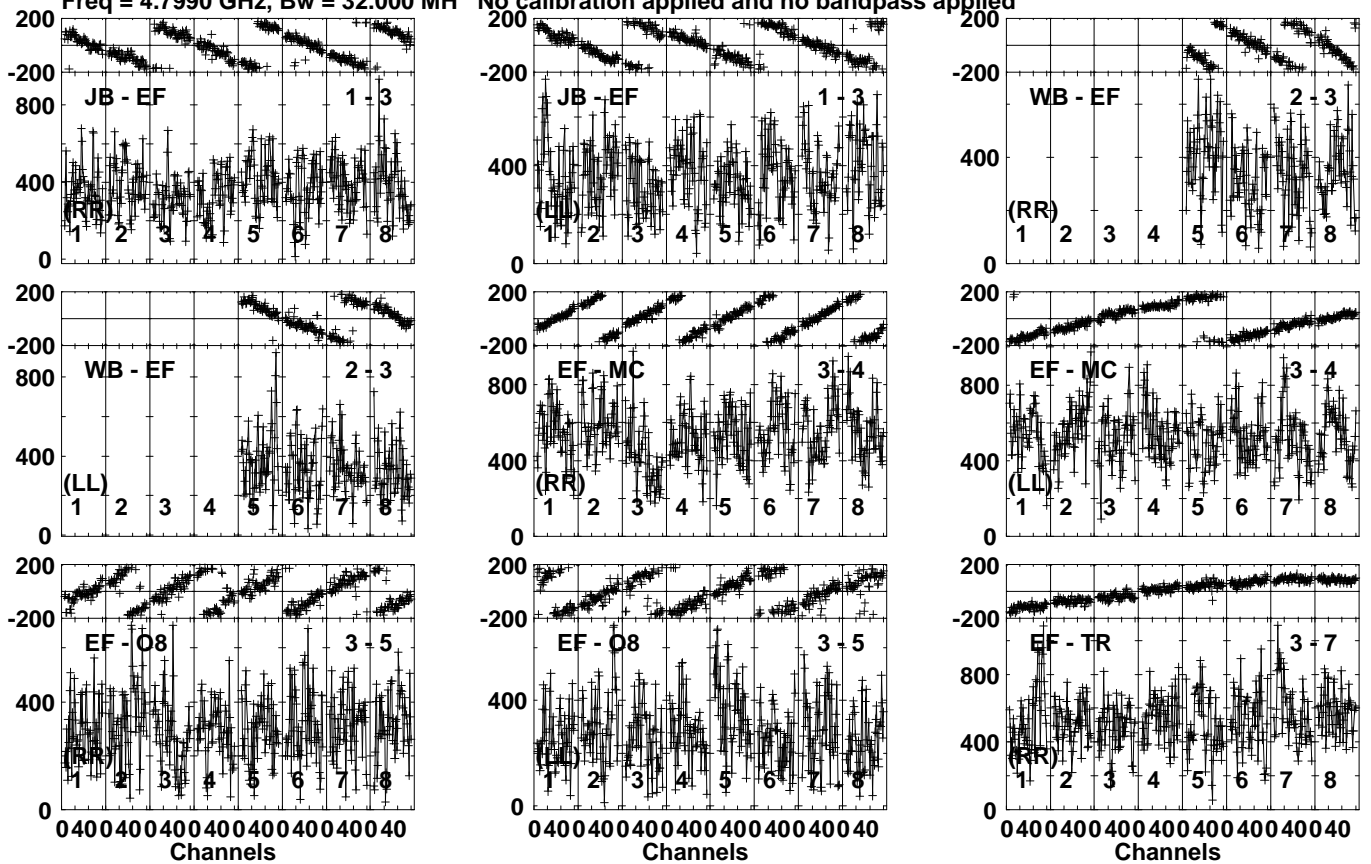 Freq = 4.7990 GHz, Bw = 32.000 MH No calibration applied and no bandpass applied
200
-200
800
400
0
JB - EF 1 - 3
(RR)
1 2 3 4 5 6 7 8
200
-200
400
0
JB - EF 1 - 3
(LL)
1 2 3 4 5 6 7 8
200
-200
400
0
WB - EF 2 - 3
(RR)
1 2 3 4 5 6 7 8
200
-200
800
400
0
WB - EF 2 - 3
(LL)
1 2 3 4 5 6 7 8
200
-200
800
400
0
EF - MC 3 - 4
(RR)
1 2 3 4 5 6 7 8
200
-200
800
400
0
EF - MC 3 - 4
(LL)
1 2 3 4 5 6 7 8
200
-200
400
0
EF - O8 3 - 5
(RR)
1 2 3 4 5 6 7 8
0 40 0 40 0 40 0 40 0 40 0 40 0 40 0 40
Channels
200
-200
400
0
EF - O8 3 - 5
(LL)
1 2 3 4 5 6 7 8
0 40 0 40 0 40 0 40 0 40 0 40 0 40 0 40
Channels
200
-200
800
400
0
EF - TR 3 - 7
(RR)
1 2 3 4 5 6 7 8
0 40 0 40 0 40 0 40 0 40 0 40 0 40 0 40
Channels